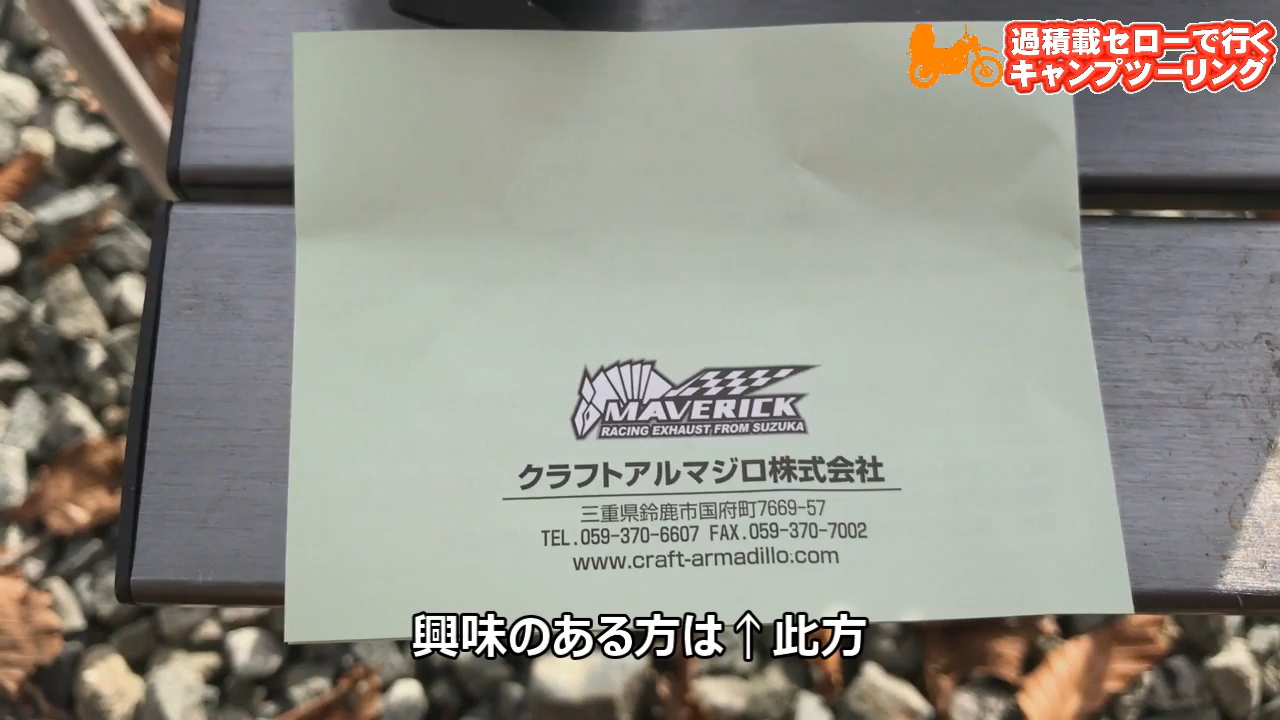 過積載セローで行く
キャンプツーリング
MAVERICK
RACING EXHAUST FROM SUZUKA
クラフトアルマジロ株式会社
三重県鈴鹿市国府町7669-57
TEL.059-370-6607 FAX.059-370-7002
www.craft-armadillo.com
興味のある方は↑此方